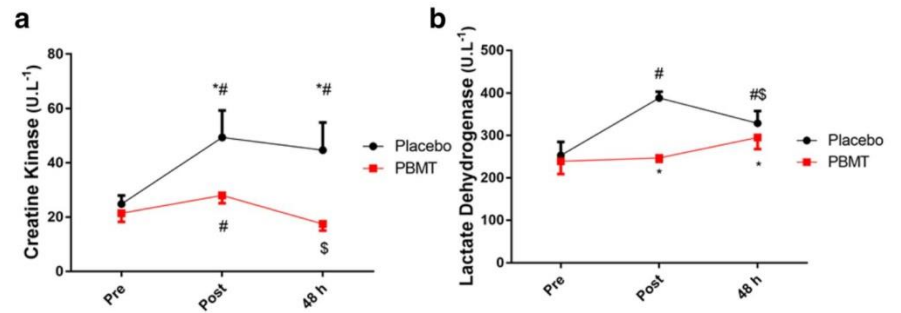 a
Creatine Kinase (U.L⁻¹)
80
60
40
20
0
*#
*#
#
$
Pre
Post
48 h
Placebo
PBMT
b
Lactate Dehydrogenase (U.L⁻¹)
500
400
300
200
100
0
#
#$
*
*
Pre
Post
48 h
Placebo
PBMT